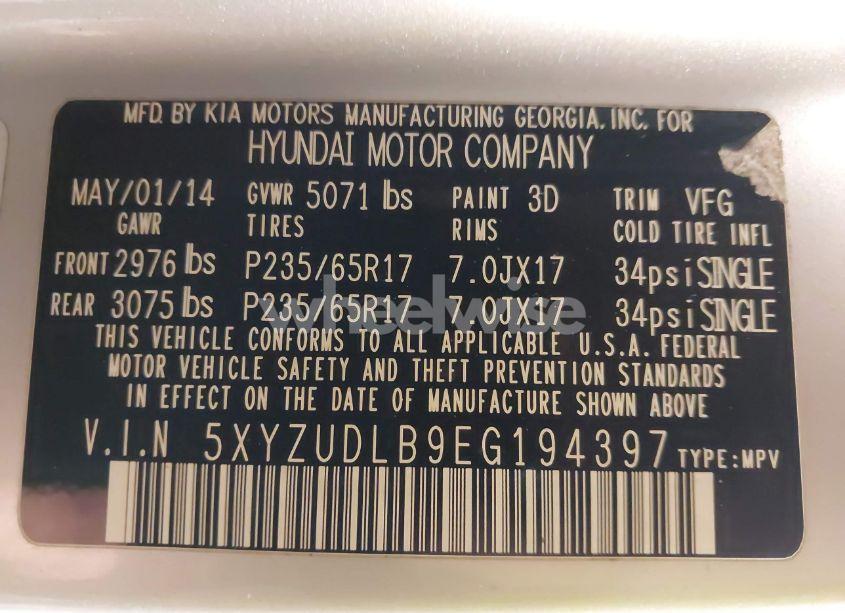 MFD. BY KIA MOTORS MANUFACTURING GEORGIA, INC. FOR
HYUNDAI MOTOR COMPANY
MAY/01/14 GVWR 5071 lbs PAINT 3D TRIM VFG
GAWR TIRES RIMS COLD TIRE INFL
FRONT 2976 lbs P235/65R17 7.0JX17 34psi SINGLE
REAR 3075 lbs P235/65R17 7.0JX17 34psi SINGLE
wheelwise
THIS VEHICLE CONFORMS TO ALL APPLICABLE U.S.A. FEDERAL
MOTOR VEHICLE SAFETY AND THEFT PREVENTION STANDARDS
IN EFFECT ON THE DATE OF MANUFACTURE SHOWN ABOVE
V.I.N 5XYZUDLB9EG194397 TYPE:MPV